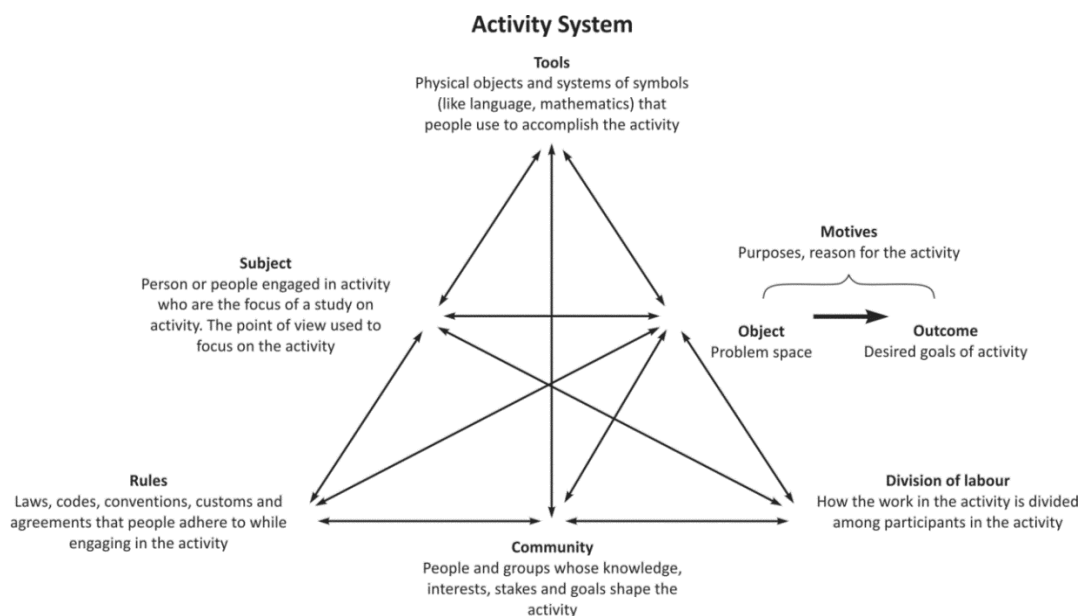 Activity System
Tools
Physical objects and systems of symbols
(like language, mathematics) that
people use to accomplish the activity
Motives
Purposes, reason for the activity
Subject
Person or people engaged in activity
who are the focus of a study on
activity. The point of view used to
focus on the activity
Object
Problem space
Outcome
Desired goals of activity
Rules
Laws, codes, conventions, customs and
agreements that people adhere to while
engaging in the activity
Division of labour
How the work in the activity is divided
among participants in the activity
Community
People and groups whose knowledge,
interests, stakes and goals shape the
activity